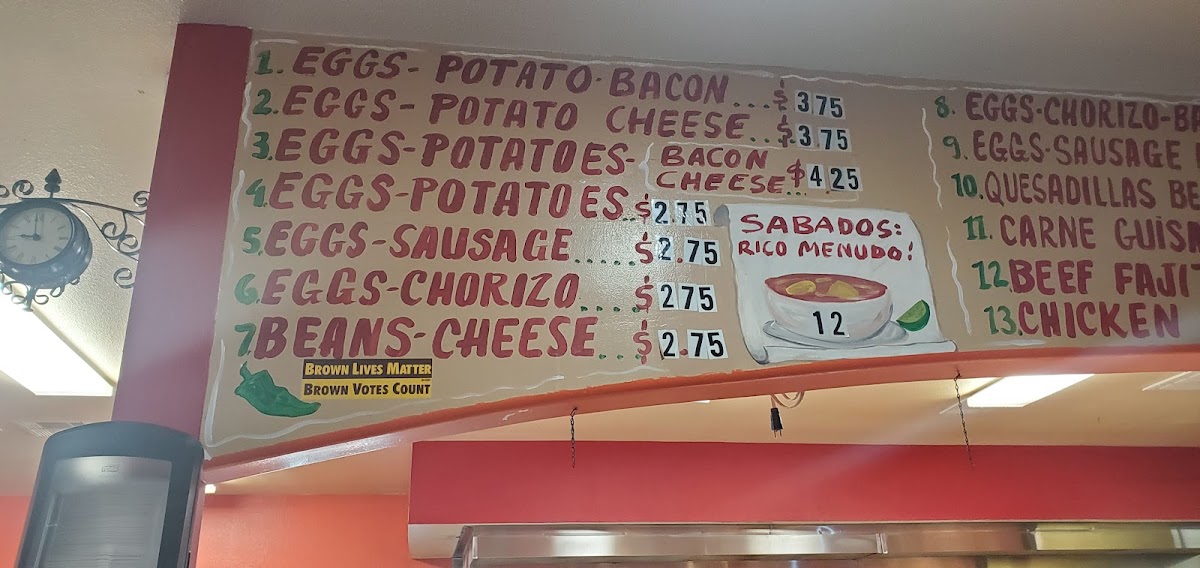 1. EGGS- POTATO-BACON...$3.75
2. EGGS- POTATO CHEESE..$3.75
3. EGGS-POTATOES- BACON CHEESE...$4.25
4. EGGS-POTATOES..$2.75
5. EGGS-SAUSAGE.....$2.75
6. EGGS-CHORIZO....$2.75
7. BEANS-CHEESE...$2.75
BROWN LIVES MATTER
BROWN VOTES COUNT
SABADOS:
RICO MENUDO!
12
8. EGGS-CHORIZO-
9. EGGS-SAUSAGE
10. QUESADILLAS
11. CARNE
12. BEEF
13. CHICKEN